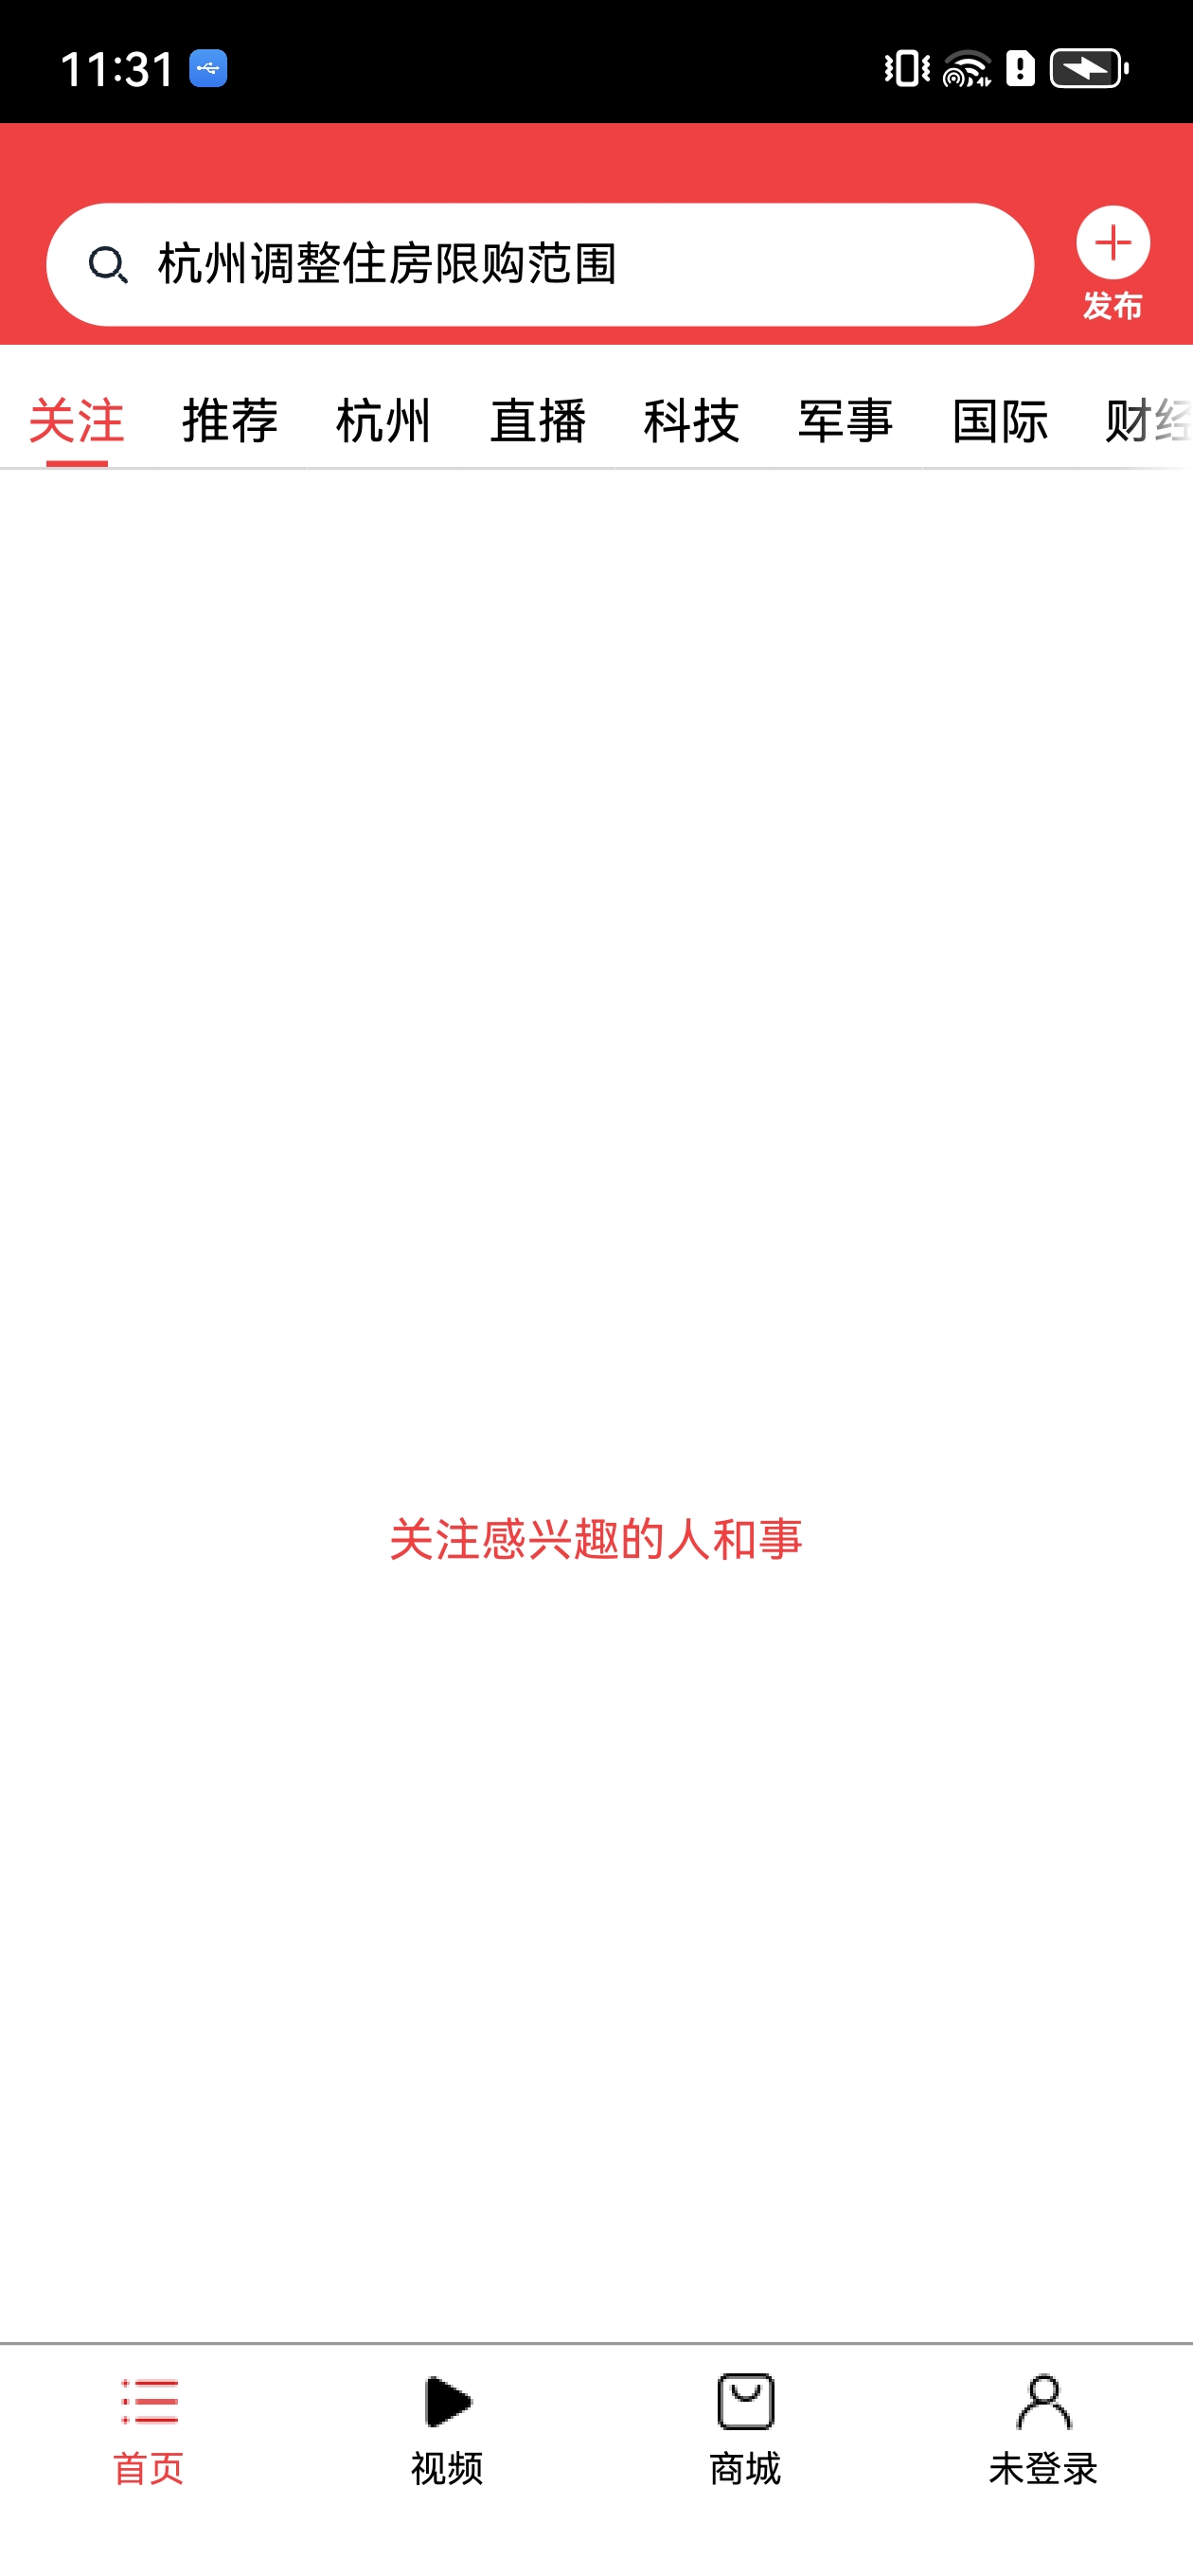 11:31
杭州调整住房限购范围
发布
关注 推荐 杭州 直播 科技 军事 国际 财经
关注感兴趣的人和事
首页 视频 商城 未登录